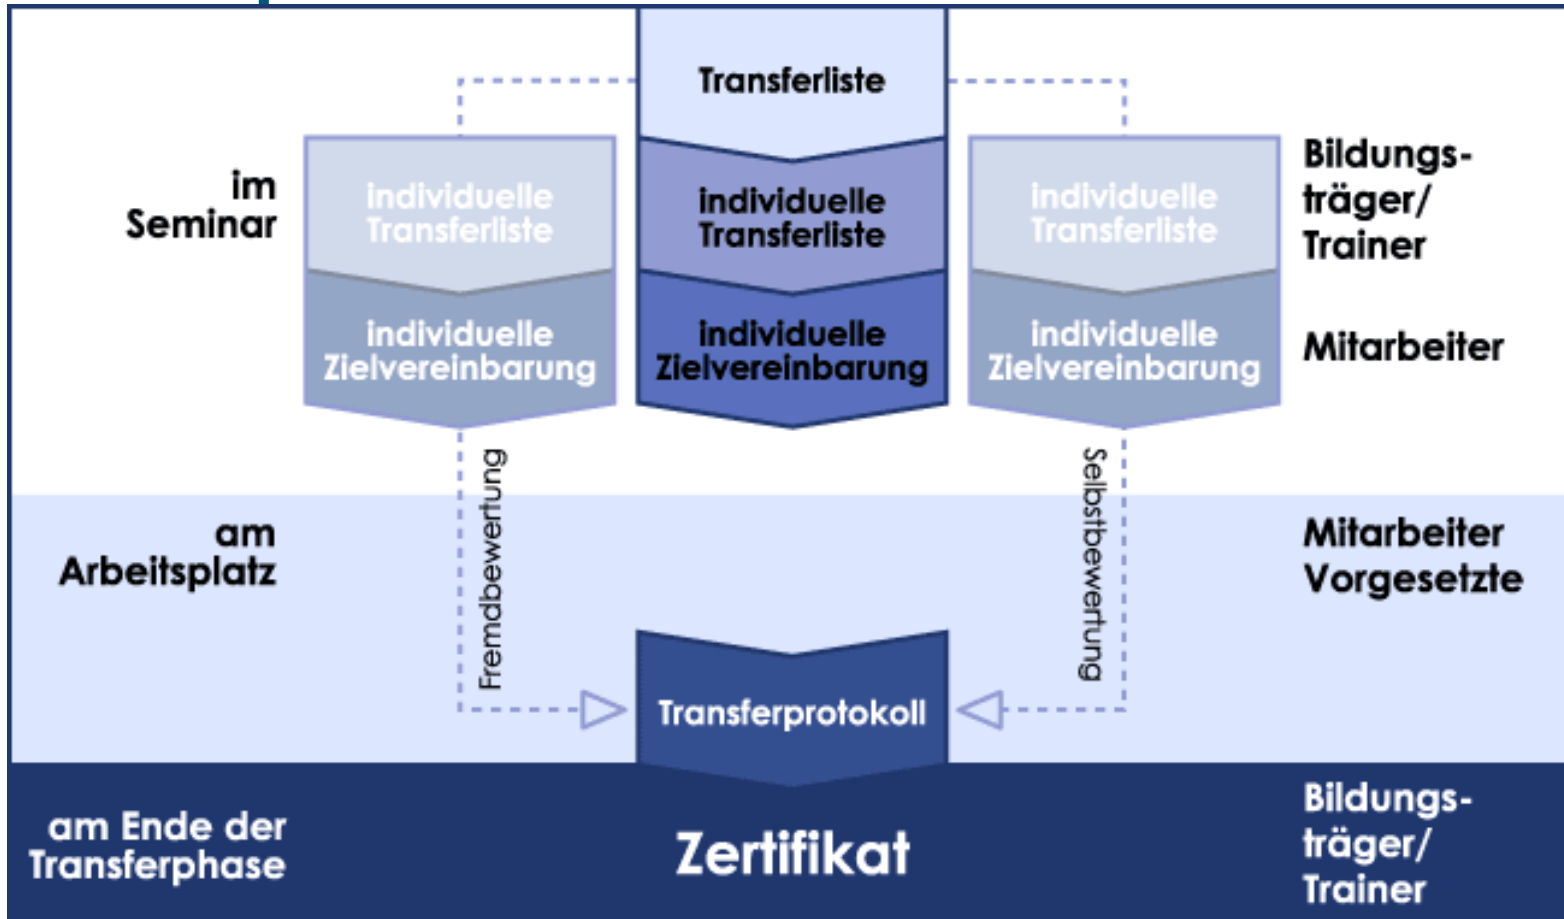 Transferliste
im
Seminar
individuelle
Transferliste
individuelle
Zielvereinbarung
individuelle
Transferliste
individuelle
Zielvereinbarung
individuelle
Transferliste
individuelle
Zielvereinbarung
Bildungs-
träger/
Trainer
Mitarbeiter
Fremdbewertung
Selbstbewertung
am
Arbeitsplatz
Mitarbeiter
Vorgesetzte
Transferprotokoll
am Ende der
Transferphase
Zertifikat
Bildungs-
träger/
Trainer